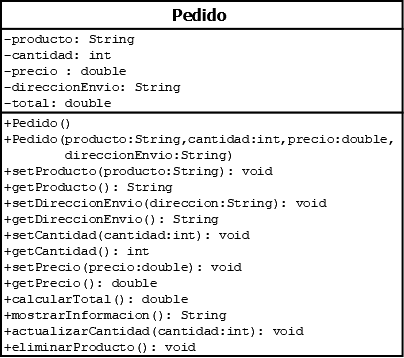 Pedido
-producto: String
-cantidad: int
-precio : double
-direccionEnvio: String
-total: double
+Pedido()
+Pedido(producto:String,cantidad:int,precio:double,
direccionEnvio:String)
+setProducto(producto:String): void
+getProducto(): String
+setDireccionEnvio(direccion:String): void
+getDireccionEnvio(): String
+setCantidad(cantidad:int): void
+getCantidad(): int
+setPrecio(precio:double): void
+getPrecio(): double
+calcularTotal(): double
+mostrarInformacion(): String
+actualizarCantidad(cantidad:int): void
+eliminarProducto(): void